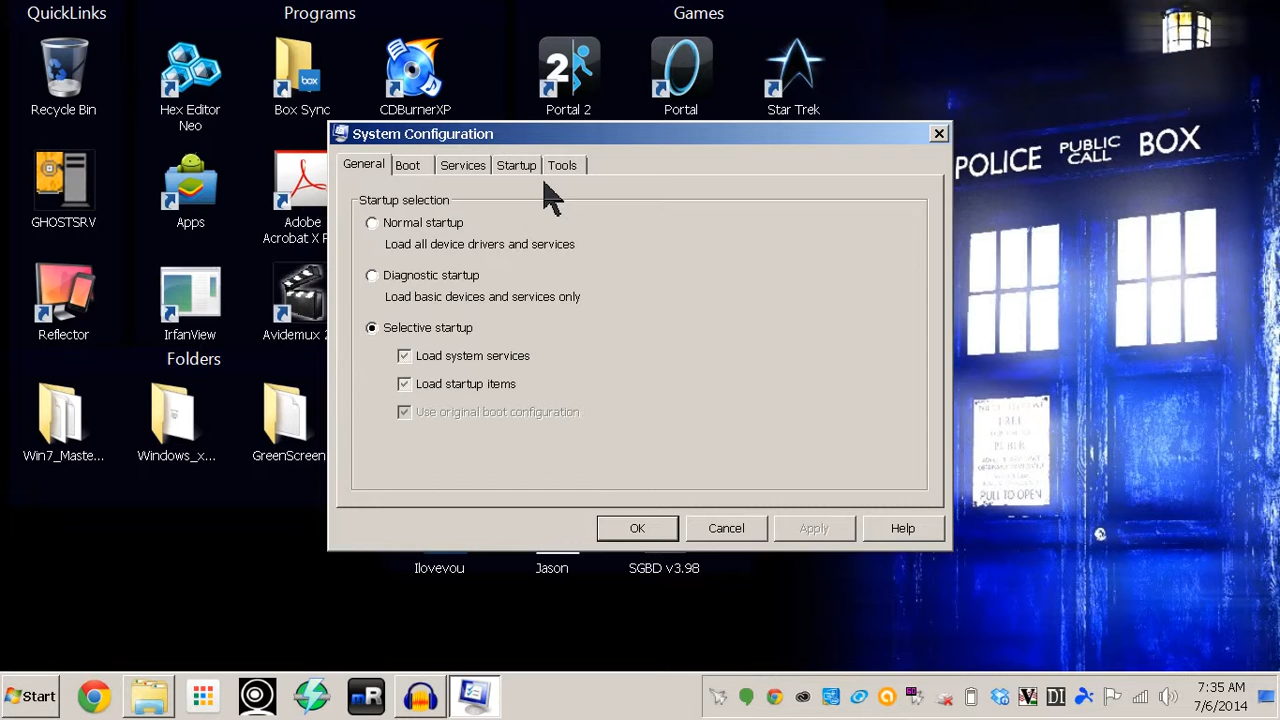 QuickLinks
Programs
Games
Recycle Bin
Hex Editor
Neo
box
Box Sync
CDBurnerXP
2
Portal 2
Portal
Star Trek
System Configuration
General
Boot
Services
Startup
Tools
Startup selection
Normal startup
Load all device drivers and services
Diagnostic startup
Load basic devices and services only
Selective startup
Load system services
Load startup items
Use original boot configuration
OK
Cancel
Apply
Help
GHOSTSRV
Apps
Adobe
Acrobat X F
Reflector
IrfanView
Avidemux 2
Folders
Win7_Maste...
Windows_x...
GreenScreen
Ilovevou
Jason
SGBD v3.98
POLICE PUBLIC CALL BOX
PULL TO OPEN
Start
mR
DI
7:35 AM
7/6/2014